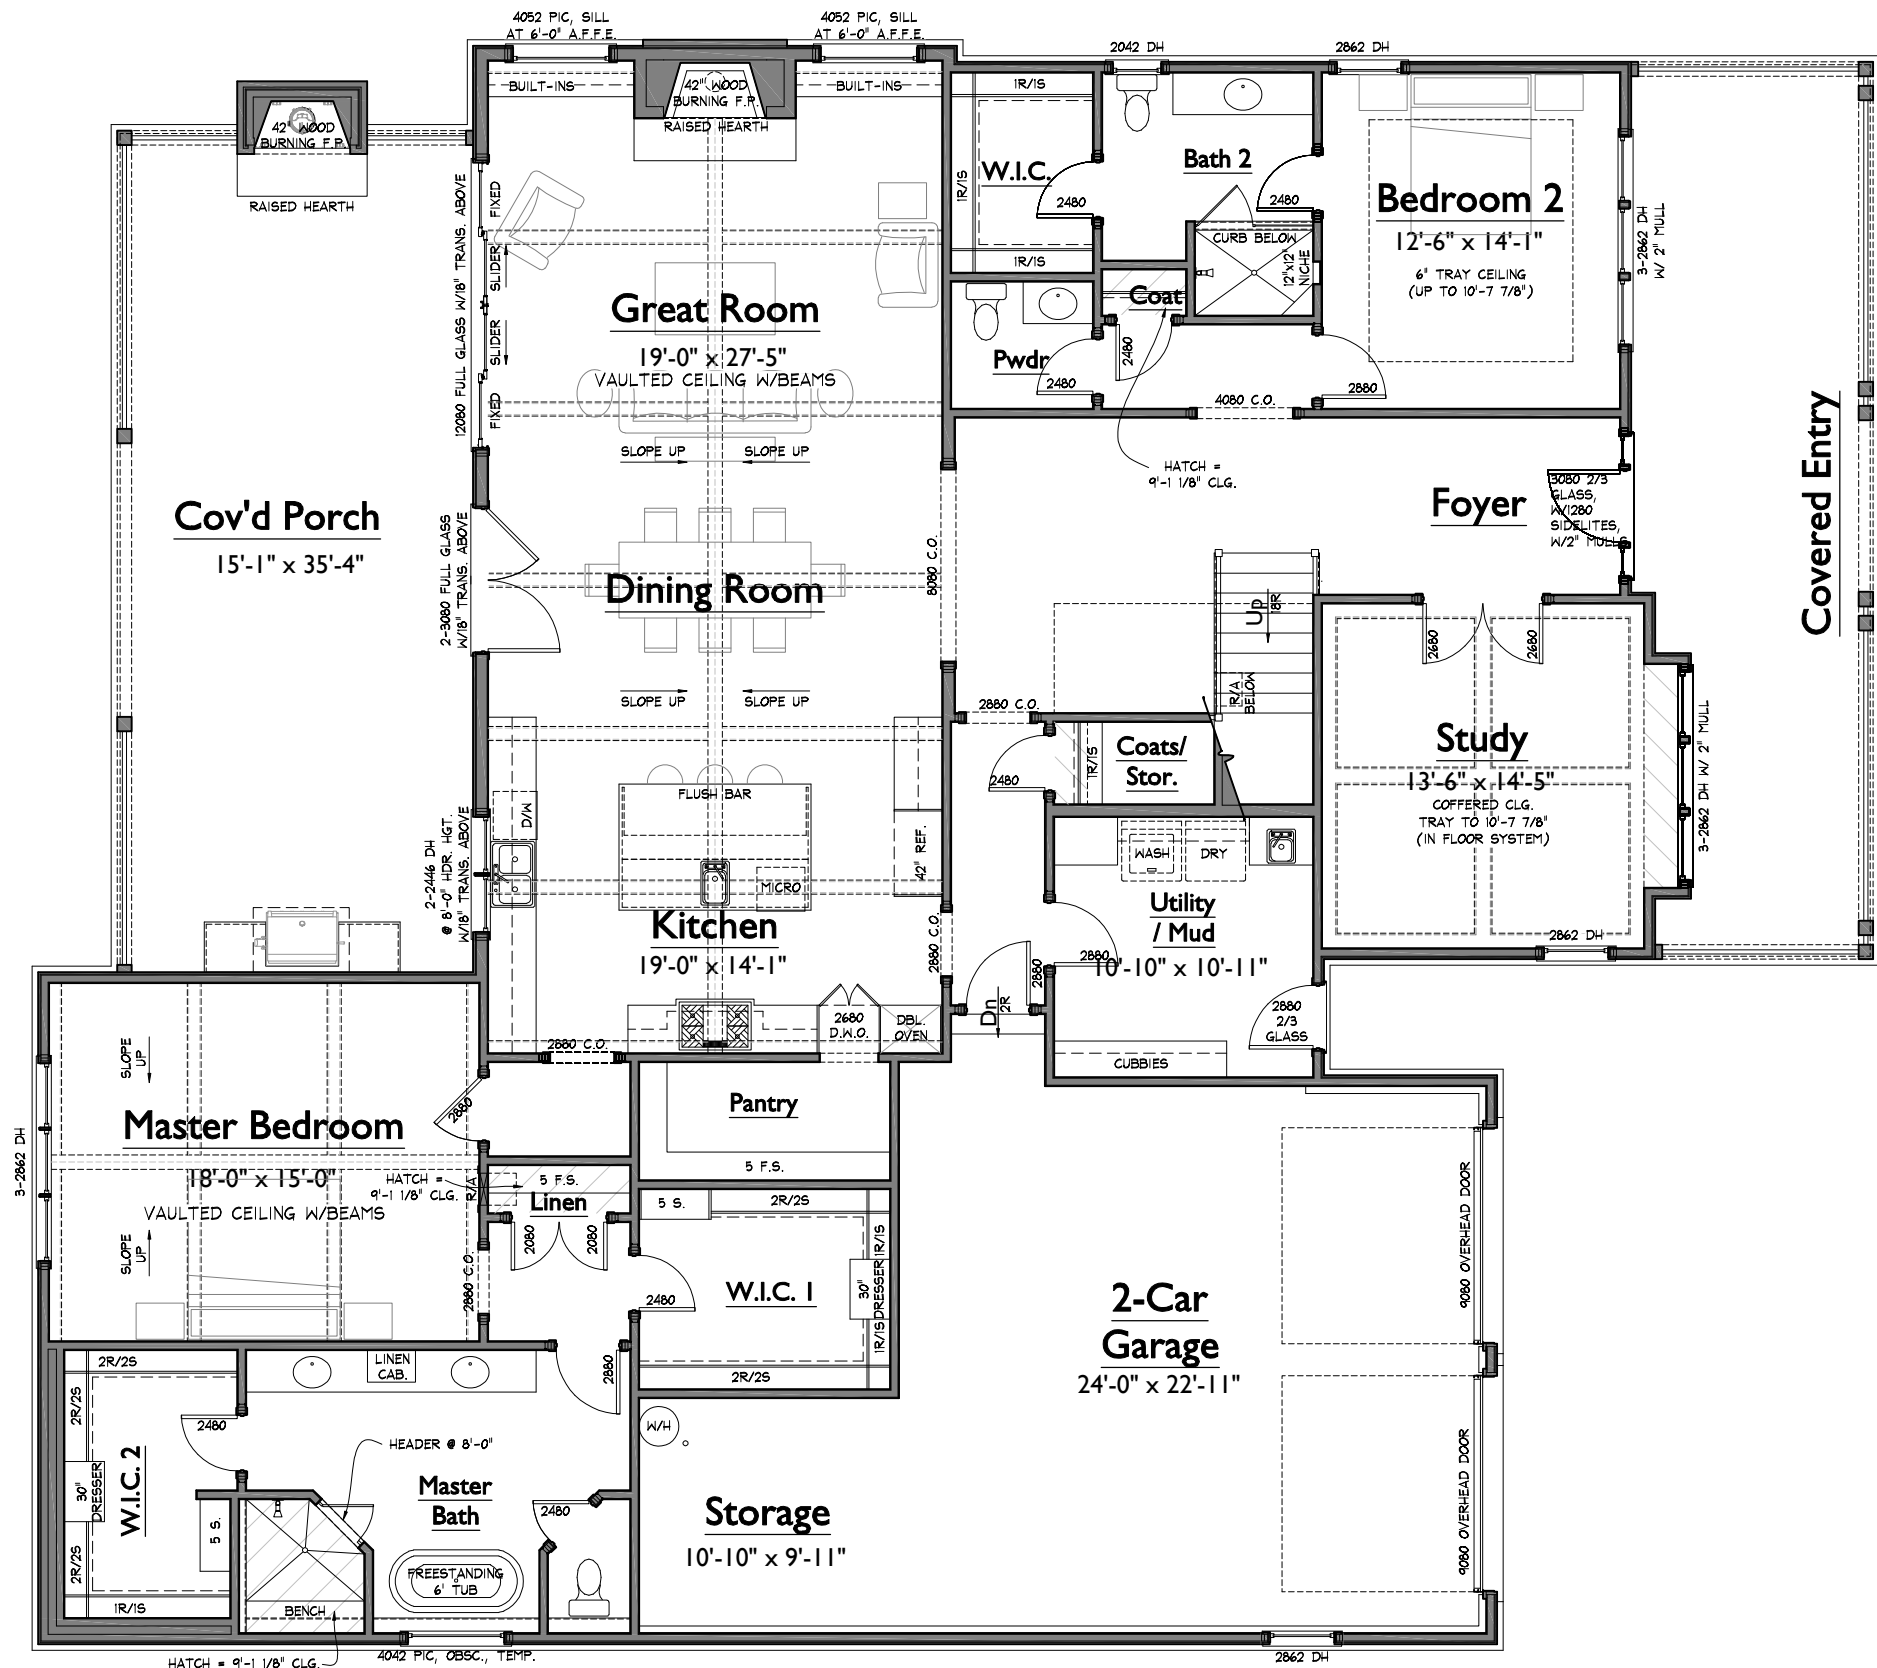 4052 PIC, SILL
AT 6'-0" A.F.F.E.
4052 PIC, SILL
AT 6'-0" A.F.F.E.
2042 DH
2862 DH
BUILT-INS
42" WOOD
BURNING F.P.
RAISED HEARTH
BUILT-INS
42" WOOD
BURNING F.P.
RAISED HEARTH
1R/1S
1R/1S
1R/1S
W.I.C.
2480
Bath 2
2480
CURB BELOW
12"x12"
NICHE
Bedroom 2
12'-6" x 14'-1"
6" TRAY CEILING
(UP TO 10'-7 7/8")
3-2862 DH
W/ 2" MULL
12080 FULL GLASS W/18" TRANS. ABOVE
FIXED
SLIDER
SLIDER
FIXED
Great Room
19'-0" x 27'-5"
VAULTED CEILING W/BEAMS
SLOPE UP
SLOPE UP
Pwdr
2480
Coat
2480
2880
4080 C.O.
HATCH =
9'-1 1/8" CLG.
Foyer
3080 2/3
GLASS,
W/1280
SIDELITES,
W/2" MULLS
Covered Entry
Cov'd Porch
15'-1" x 35'-4"
2-3080 FULL GLASS
W/18" TRANS. ABOVE
Dining Room
8080 C.O.
SLOPE UP
SLOPE UP
Up
18R
R/A
BELOW
2680
2680
Study
13'-6" x 14'-5"
COFFERED CLG.
TRAY TO 10'-7 7/8"
(IN FLOOR SYSTEM)
3-2862 DH W/ 2" MULL
2862 DH
2880 C.O.
2480
1R/1S
Coats/
Stor.
2-2446 DH
@ 8'-0" HDR. HGT.
W/18" TRANS. ABOVE
D/W
FLUSH BAR
MICRO
42" REF.
Kitchen
19'-0" x 14'-1"
2880 C.O.
WASH
DRY
Utility
/ Mud
10'-10" x 10'-11"
2880
2880
Dn
2R
2880
2/3
GLASS
CUBBIES
2680
D.W.O.
DBL.
OVEN
2880 C.O.
SLOPE
UP
Master Bedroom
18'-0" x 15'-0"
VAULTED CEILING W/BEAMS
SLOPE
UP
3-2862 DH
2880
HATCH =
9'-1 1/8" CLG.
R/A
5 F.S.
Linen
2080
2080
2880 C.O.
Pantry
5 F.S.
5 S.
2R/2S
W.I.C. 1
2480
1R/1S
30"
DRESSER
1R/1S
2R/2S
2-Car
Garage
24'-0" x 22'-11"
9080 OVERHEAD DOOR
9080 OVERHEAD DOOR
2R/2S
2R/2S
30"
DRESSER
2R/2S
W.I.C. 2
5 S.
1R/1S
2480
LINEN
CAB.
2880
HEADER @ 8'-0"
Master
Bath
2480
FREESTANDING
6' TUB
BENCH
HATCH = 9'-1 1/8" CLG.
4042 PIC, OBSC., TEMP.
W/H
Storage
10'-10" x 9'-11"
2862 DH